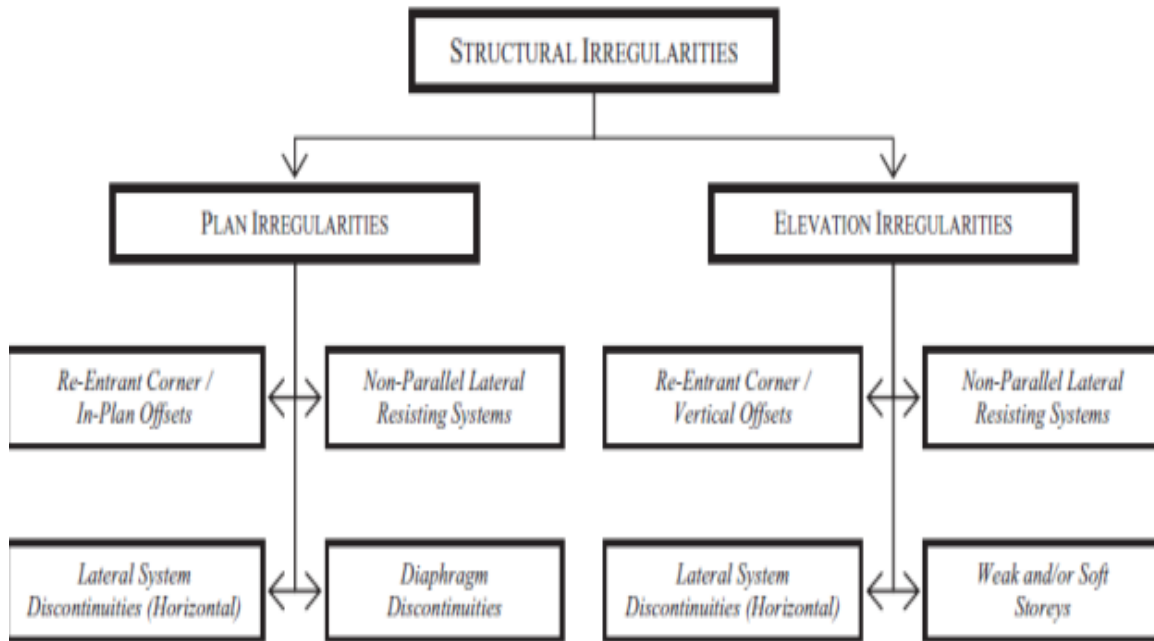 STRUCTURAL IRREGULARITIES
PLAN IRREGULARITIES
ELEVATION IRREGULARITIES
Re-Entrant Corner /
In-Plan Offsets
Non-Parallel Lateral
Resisting Systems
Re-Entrant Corner /
Vertical Offsets
Non-Parallel Lateral
Resisting Systems
Lateral System
Discontinuities (Horizontal)
Diaphragm
Discontinuities
Lateral System
Discontinuities (Horizontal)
Weak and/or Soft
Storeys